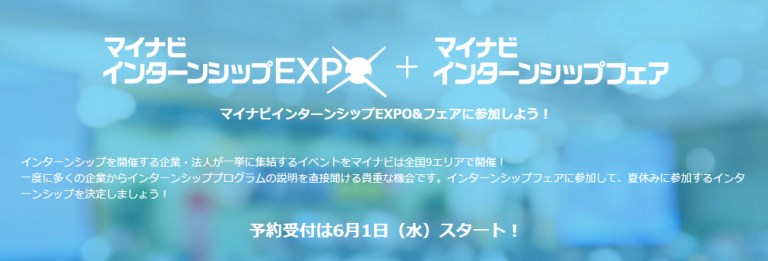 マイナビ
インターンシップEXPO
+
マイナビ
インターンシップフェア
マイナビインターンシップEXPO&フェアに参加しよう！
インターンシップを開催する企業・法人が一挙に集結するイベントをマイナビは全国9エリアで開催！
一度に多くの企業からインターンシッププログラムの説明を直接聞ける貴重な機会です。インターンシップフェアに参加して、夏休みに参加するインタ
ーンシップを決定しましょう！
予約受付は6月1日（水）スタート！